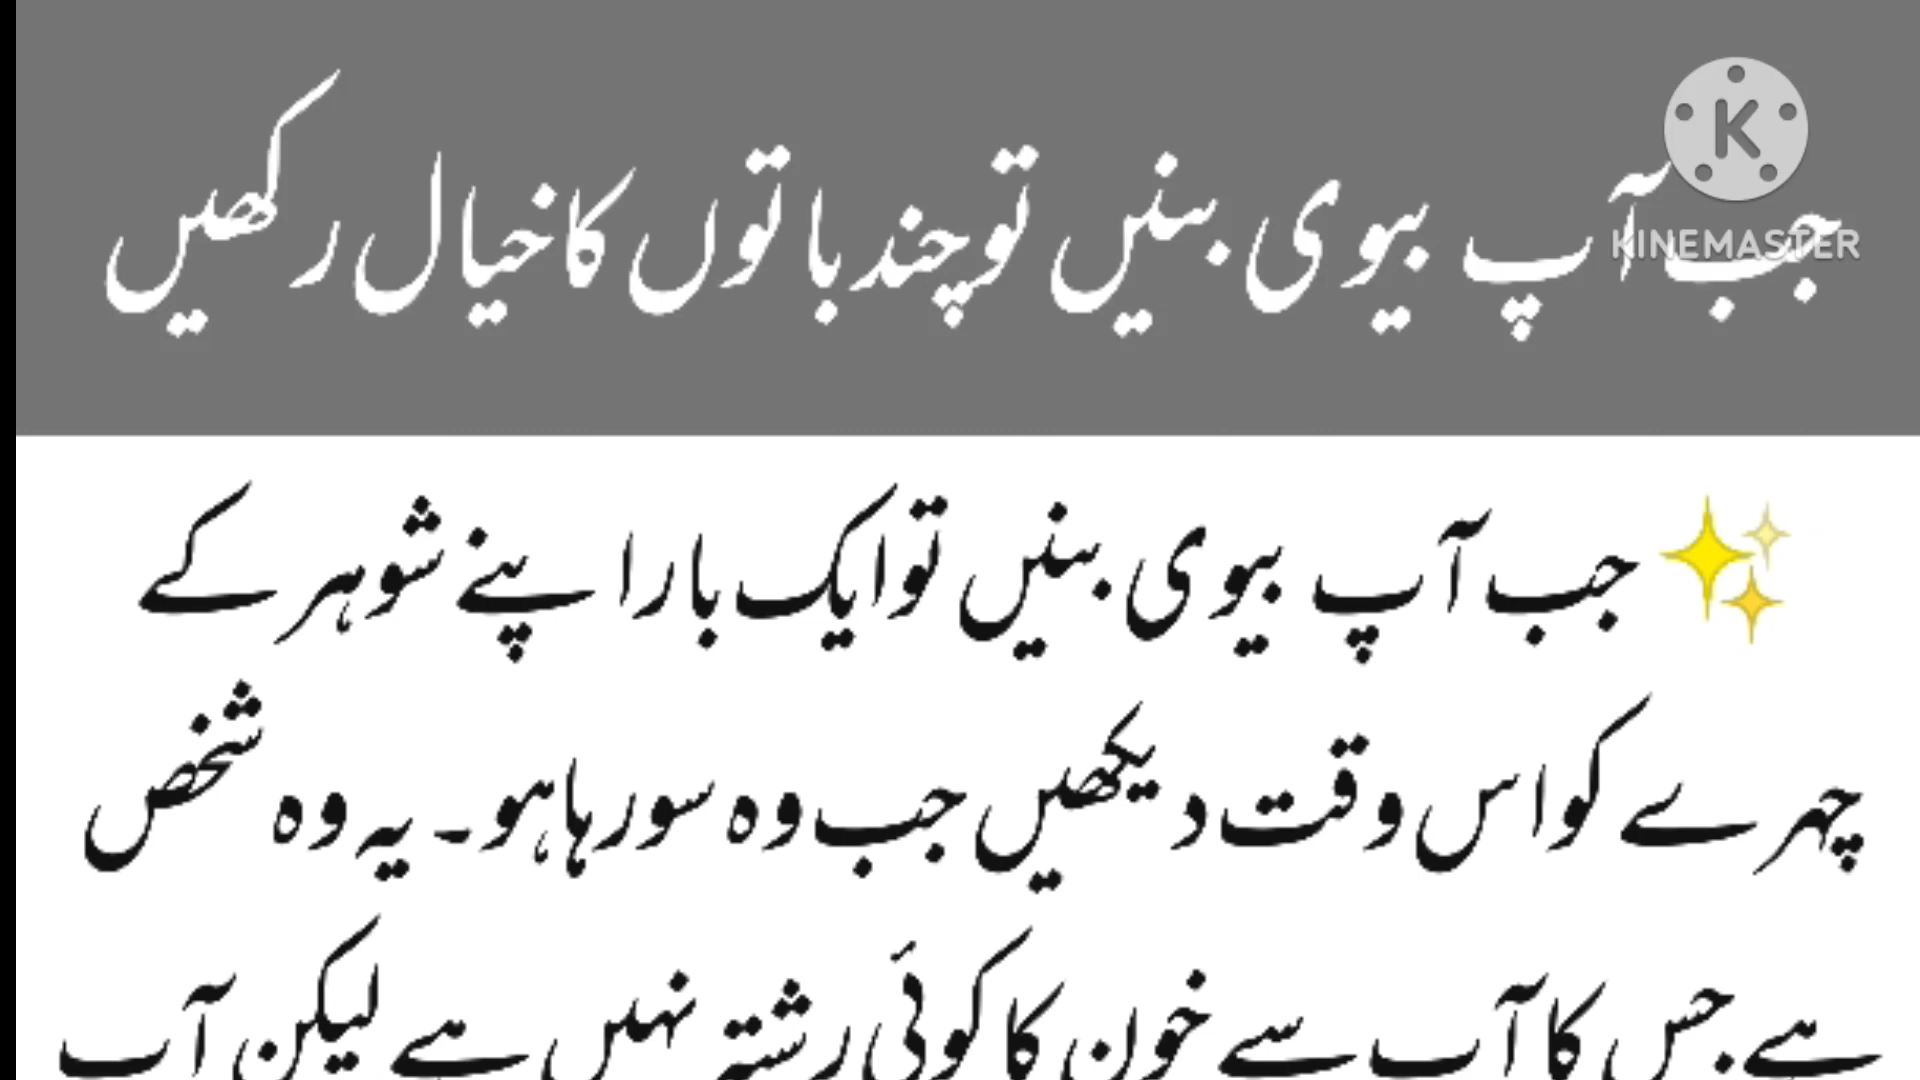 K
KINEMASTER
جب آپ بیوی بنیں تو چند باتوں کا خیال رکھیں
✨ جب آپ بیوی بنیں تو ایک بار اپنے شوہر کے
چہرے کو اس وقت دیکھیں جب وہ سو رہا ہو۔ یہ وہ شخص
ہے جس کا آپ سے خون کا کوئی رشتہ نہیں ہے لیکن آپ